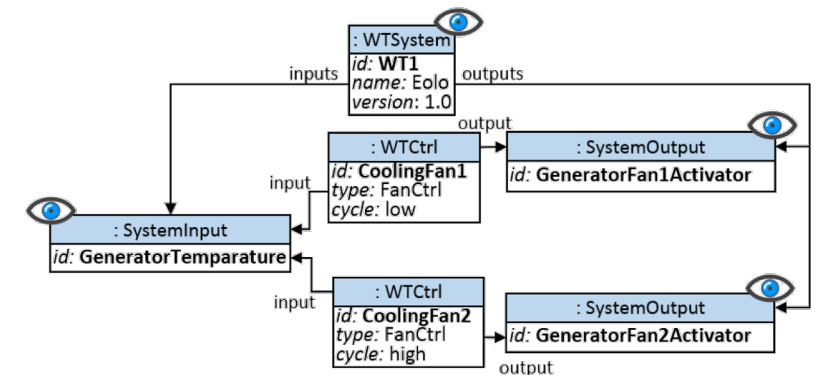 : WTSystem
id: WT1
name: Eolo
version: 1.0
inputs
outputs
output
: WTCtrl
id: CoolingFan1
type: FanCtrl
cycle: low
: SystemOutput
id: GeneratorFan1Activator
input
: SystemInput
id: GeneratorTemparature
input
: WTCtrl
id: CoolingFan2
type: FanCtrl
cycle: high
: SystemOutput
id: GeneratorFan2Activator
output